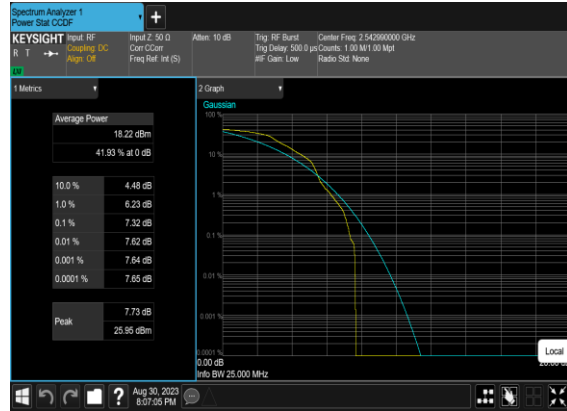 Spectrum Analyzer 1
Power Stat CCDF
KEYSIGHT
R T
LW
Input: RF
Coupling: DC
Align: Off
Input Z: 50 Ω
Corr CCorr
Freq Ref: Int (S)
Atten: 10 dB
Trig: RF Burst
Trig Delay: 500.0 µs
#IF Gain: Low
Center Freq: 2.542990000 GHz
Counts: 1.00 M/1.00 Mpt
Radio Std: None
1 Metrics
Average Power
18.22 dBm
41.93 % at 0 dB
10.0 % 4.48 dB
1.0 % 6.23 dB
0.1 % 7.32 dB
0.01 % 7.62 dB
0.001 % 7.64 dB
0.0001 % 7.65 dB
Peak
7.73 dB
25.95 dBm
2 Graph
Gaussian
100 %
10 %
1 %
0.1 %
0.01 %
0.001 %
0.0001 %
0.00 dB
Info BW 25.000 MHz
Local
?
Aug 30, 2023
8:07:05 PM